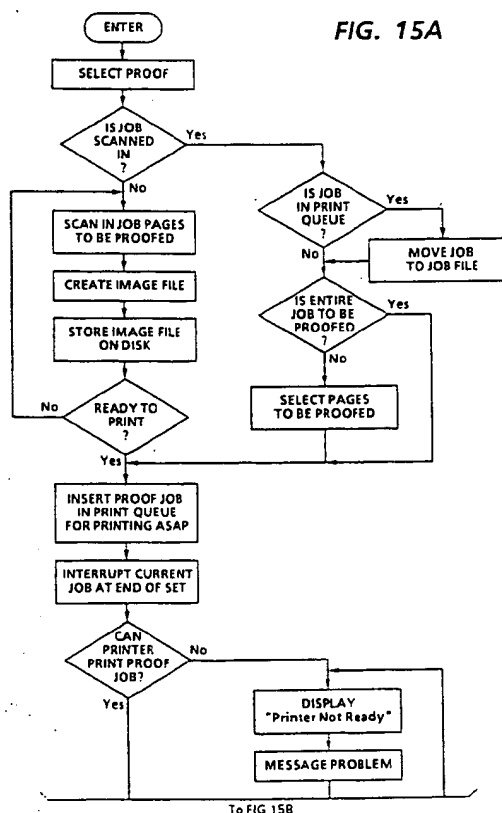 FIG. 15A
ENTER
SELECT PROOF
IS JOB
SCANNED
IN
?
Yes
No
SCAN IN JOB PAGES
TO BE PROOFED
CREATE IMAGE FILE
STORE IMAGE FILE
ON DISK
READY TO
PRINT
?
No
Yes
IS JOB
IN PRINT
QUEUE
?
Yes
No
MOVE JOB
TO JOB FILE
IS ENTIRE
JOB TO BE
PROOFED
?
Yes
No
SELECT PAGES
TO BE PROOFED
INSERT PROOF JOB
IN PRINT QUEUE
FOR PRINTING ASAP
INTERRUPT CURRENT
JOB AT END OF SET
CAN
PRINTER
PRINT PROOF
JOB?
No
Yes
DISPLAY
"Printer Not Ready"
MESSAGE PROBLEM
To FIG 15B